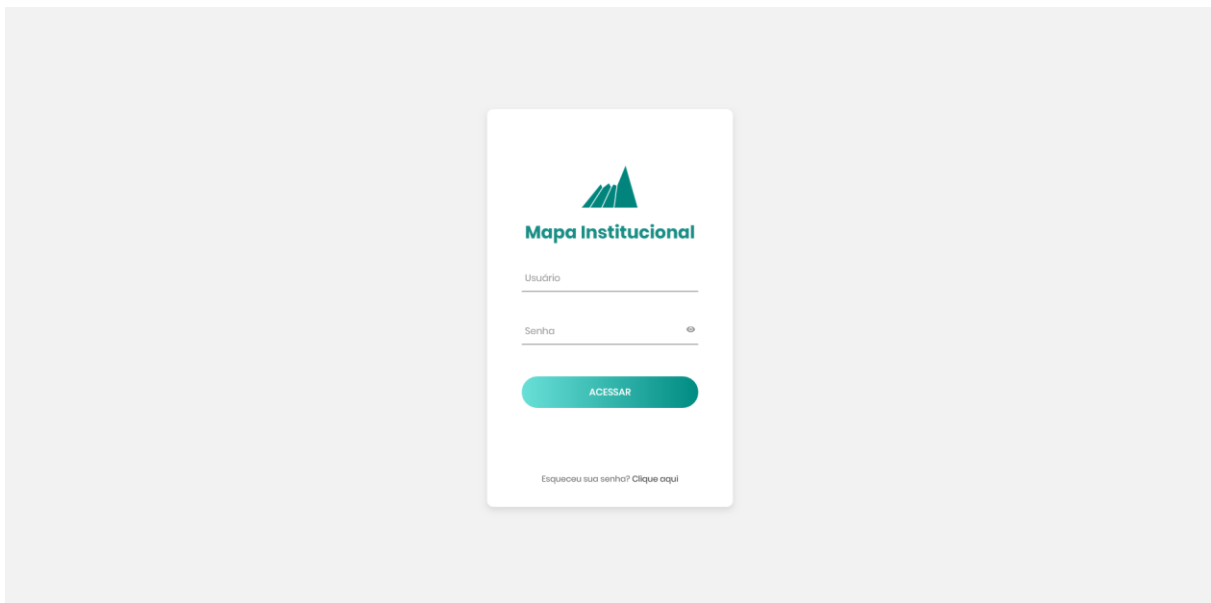 Mapa Institucional
Usuário
Senha
ACESSAR
Esqueceu sua senha? Clique aqui